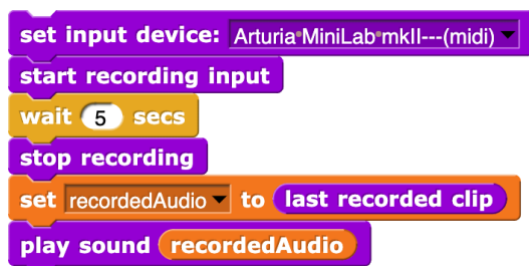 set input device: Arturia MiniLab mkII---(midi)
start recording input
wait 5 secs
stop recording
set recordedAudio to last recorded clip
play sound recordedAudio